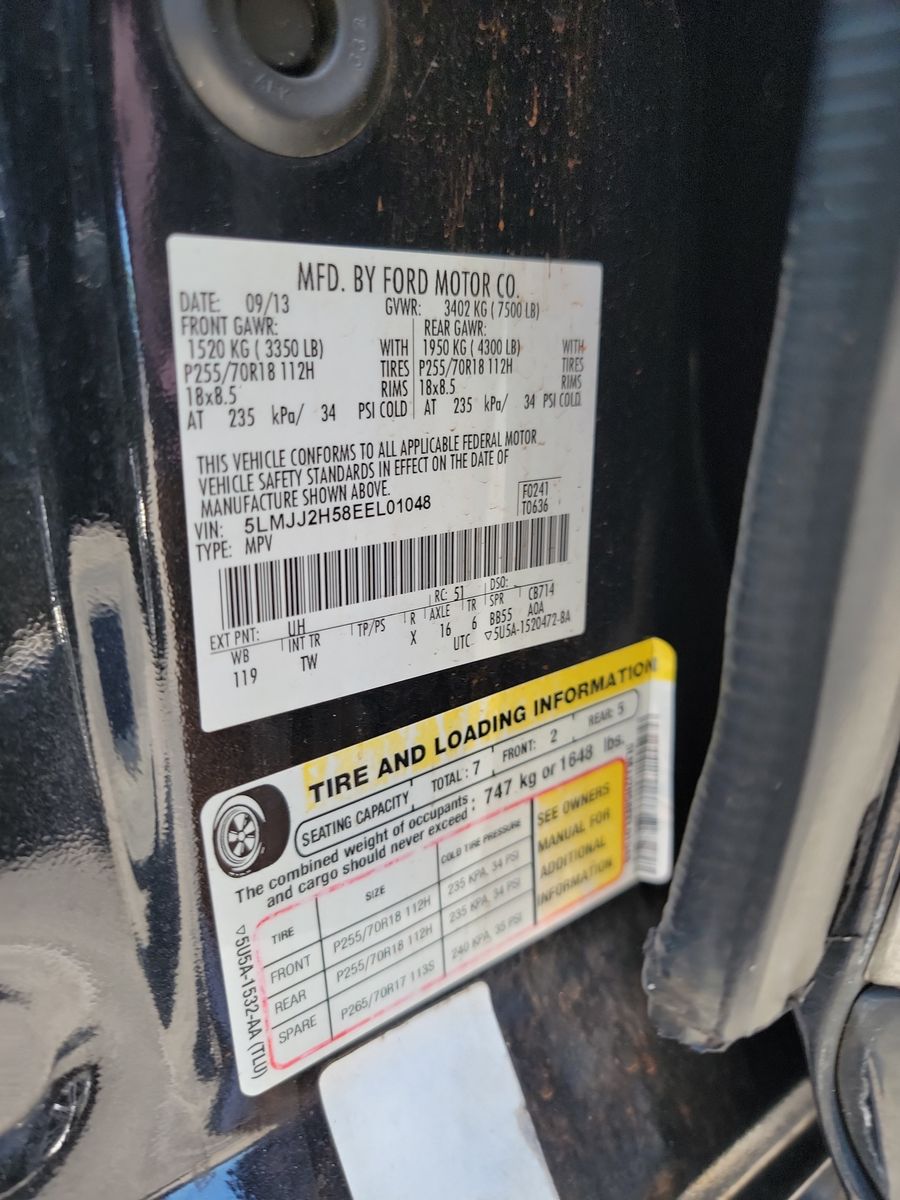 MFD. BY FORD MOTOR CO.
DATE: 09/13 GVWR: 3402 KG ( 7500 LB)
FRONT GAWR: REAR GAWR:
1520 KG ( 3350 LB) WITH 1950 KG ( 4300 LB) WITH
P255/70R18 112H TIRES P255/70R18 112H TIRES
18x8.5 RIMS 18x8.5 RIMS
AT 235 kPa/ 34 PSI COLD AT 235 kPa/ 34 PSI COLD
THIS VEHICLE CONFORMS TO ALL APPLICABLE FEDERAL MOTOR
VEHICLE SAFETY STANDARDS IN EFFECT ON THE DATE OF
MANUFACTURE SHOWN ABOVE.
F0241
VIN: 5LMJJ2H58EEL01048 T0636
TYPE: MPV
EXT PNT: UH RC: 51 DSO:
WB INT TR TP/PS R AXLE TR SPR CB714
119 TW X 16 6 BB55 A0A
UTC ▽5U5A-1520472-BA
TIRE AND LOADING INFORMATION
SEATING CAPACITY TOTAL: 7 FRONT: 2 REAR: 5
The combined weight of occupants
and cargo should never exceed : 747 kg or 1648 lbs.
TIRE SIZE COLD TIRE PRESSURE
FRONT P255/70R18 112H 235 KPA, 34 PSI
REAR P255/70R18 112H 235 KPA, 34 PSI
SPARE P265/70R17 113S 240 KPA, 35 PSI
SEE OWNERS
MANUAL FOR
ADDITIONAL
INFORMATION
▽5U5A-1532-AA (TLU)